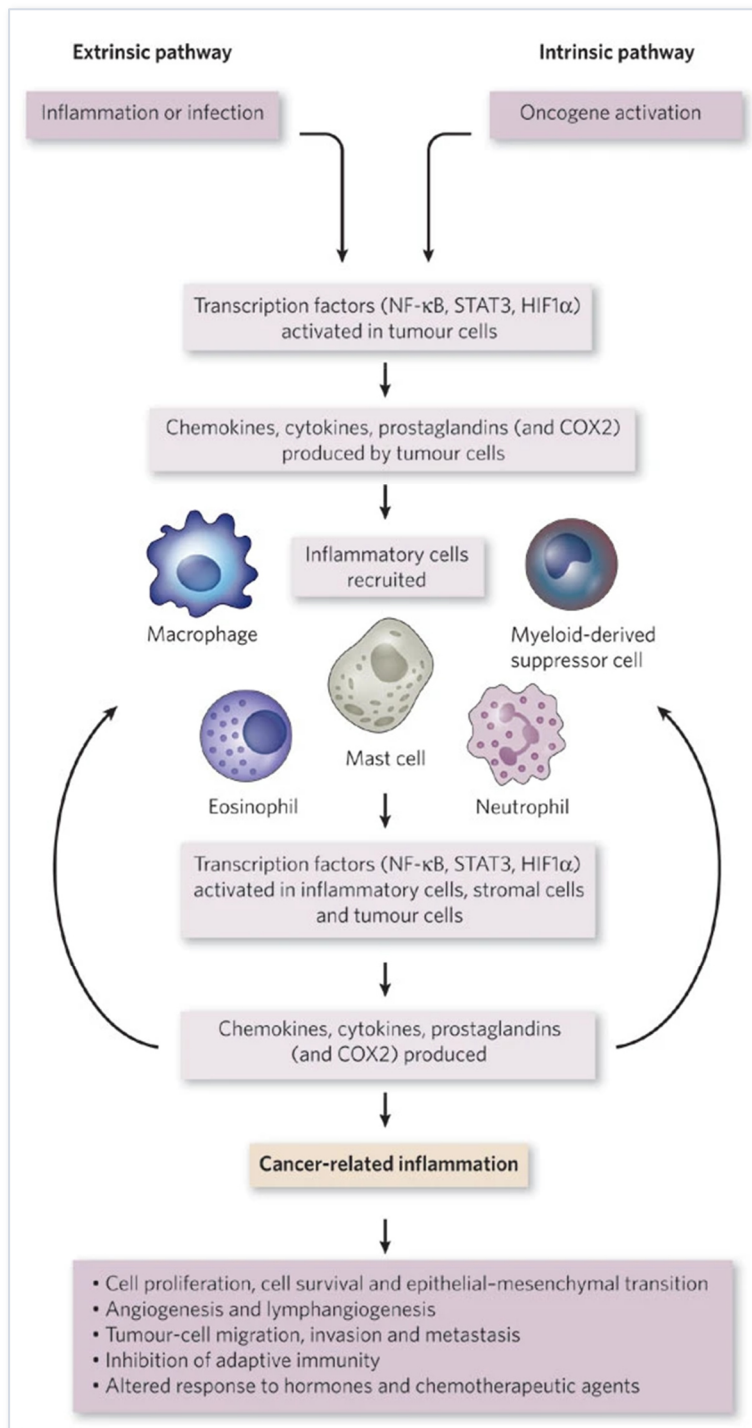 Extrinsic pathway
Intrinsic pathway
Inflammation or infection
Oncogene activation
Transcription factors (NF-κB, STAT3, HIF1α)
activated in tumour cells
Chemokines, cytokines, prostaglandins (and COX2)
produced by tumour cells
Inflammatory cells
recruited
Macrophage
Myeloid-derived
suppressor cell
Mast cell
Eosinophil
Neutrophil
Transcription factors (NF-κB, STAT3, HIF1α)
activated in inflammatory cells, stromal cells
and tumour cells
Chemokines, cytokines, prostaglandins
(and COX2) produced
Cancer-related inflammation
• Cell proliferation, cell survival and epithelial–mesenchymal transition
• Angiogenesis and lymphangiogenesis
• Tumour-cell migration, invasion and metastasis
• Inhibition of adaptive immunity
• Altered response to hormones and chemotherapeutic agents